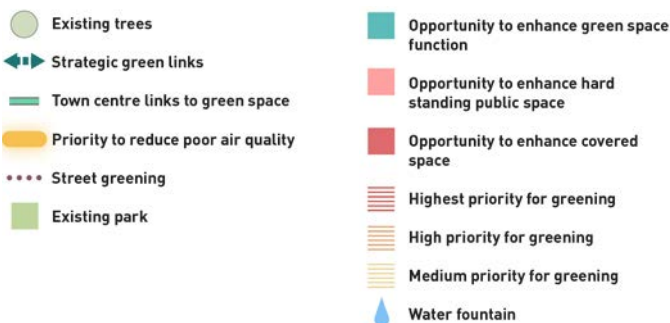 Existing trees
Strategic green links
Town centre links to green space
Priority to reduce poor air quality
Street greening
Existing park
Opportunity to enhance green space
function
Opportunity to enhance hard
standing public space
Opportunity to enhance covered
space
Highest priority for greening
High priority for greening
Medium priority for greening
Water fountain